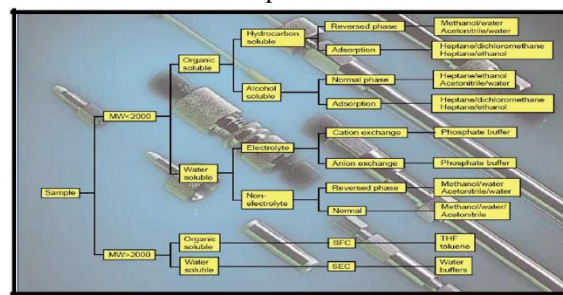 Hydrocarbon
soluble
Reversed phase
Methanol/water
Acetonitrile/water
Adsorption
Heptane/dichloromethane
Heptane/ethanol
Organic
soluble
Alcohol
soluble
Normal phase
Heptane/ethanol
Acetonitrile/water
Adsorption
Heptane/dichloromethane
Heptane/ethanol
MW<2000
Water
soluble
Electrolyte
Cation exchange
Phosphate buffer
Anion exchange
Phosphate buffer
Non-
electrolyte
Reversed phase
Methanol/water
Acetonitrile/water
Normal
Methanol/water/
Acetonitrile
Sample
MW>2000
Organic
soluble
SFC
THF
toluene
Water
soluble
SEC
Water
buffers